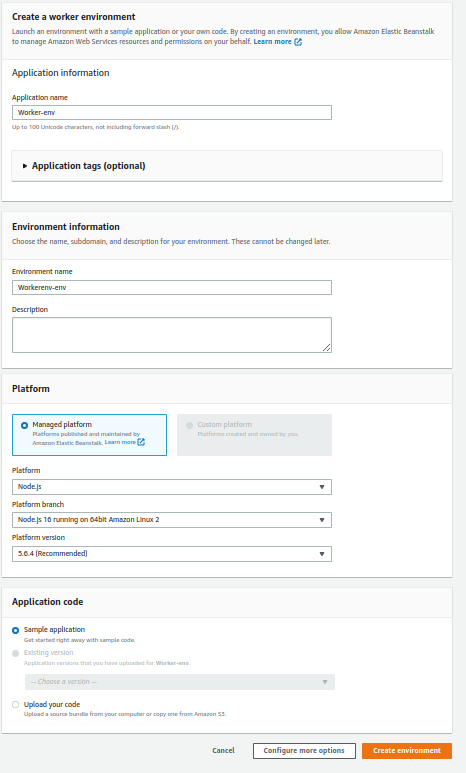 Create a worker environment
Launch an environment with a sample application or your own code. By creating an environment, you allow Amazon Elastic Beanstalk
to manage Amazon Web Services resources and permissions on your behalf. Learn more
Application information
Application name
Worker-env
Up to 100 Unicode characters, not including forward slash (/).
Application tags (optional)
Environment information
Choose the name, subdomain, and description for your environment. These cannot be changed later.
Environment name
Workerenv-env
Description
Platform
Managed platform
Platforms published and maintained by
Amazon Elastic Beanstalk. Learn more
Custom platform
Platforms created and owned by you.
Platform
Node.js
Platform branch
Node.js 16 running on 64bit Amazon Linux 2
Platform version
5.6.4 (Recommended)
Application code
Sample application
Get started right away with sample code.
Existing version
Application versions that you have uploaded for Worker-env.
-- Choose a version --
Upload your code
Upload a source bundle from your computer or copy one from Amazon S3.
Cancel
Configure more options
Create environment